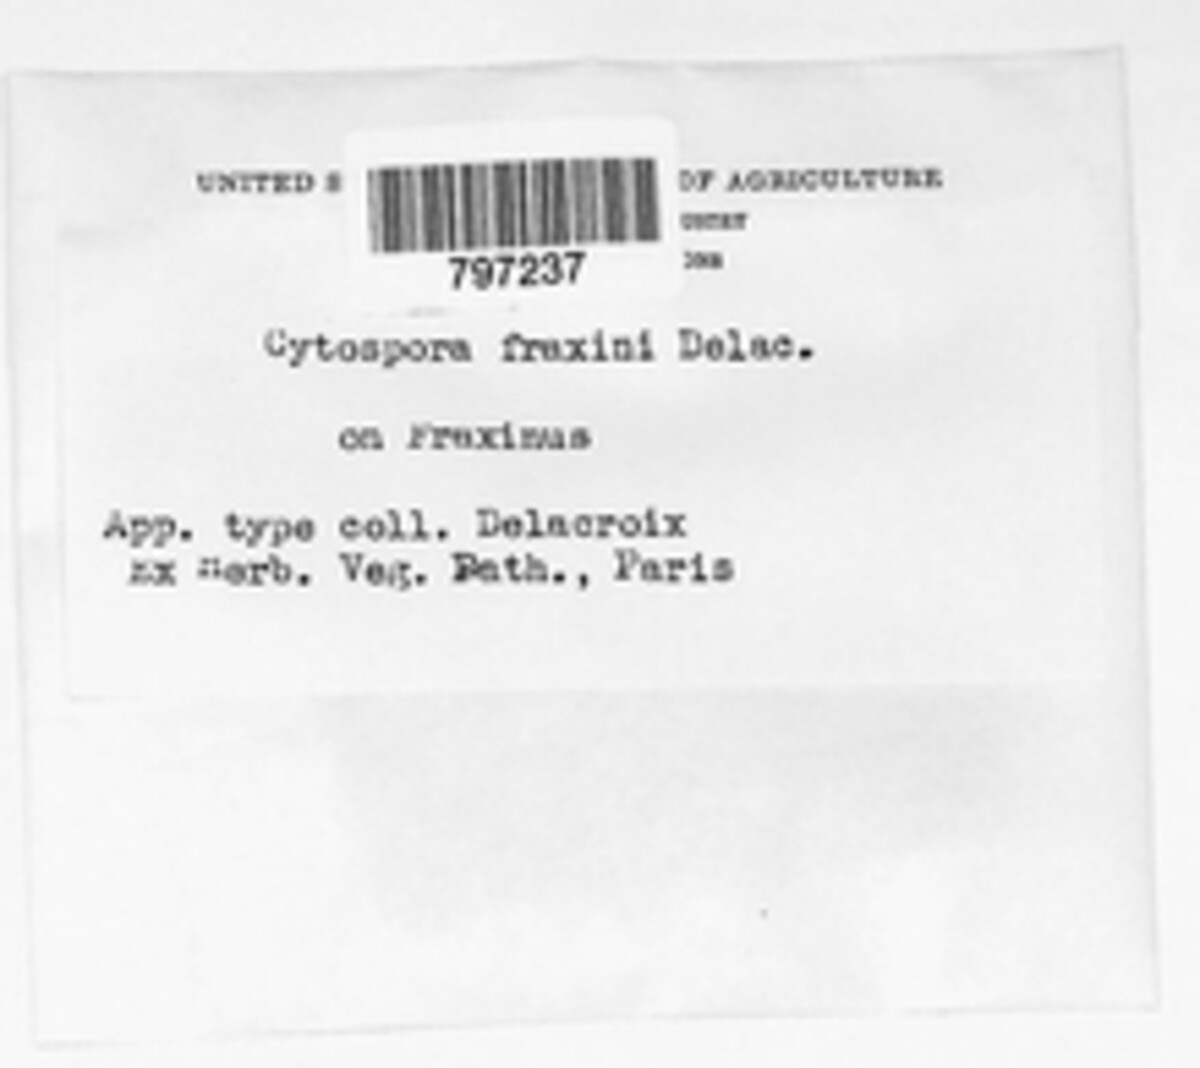 UNITED S OF AGRICULTURE
797237
Cytospora fraxini Delac.
on Fraxinus
App. type coll. Delacroix
Ex Herb. Veg. Path., Paris